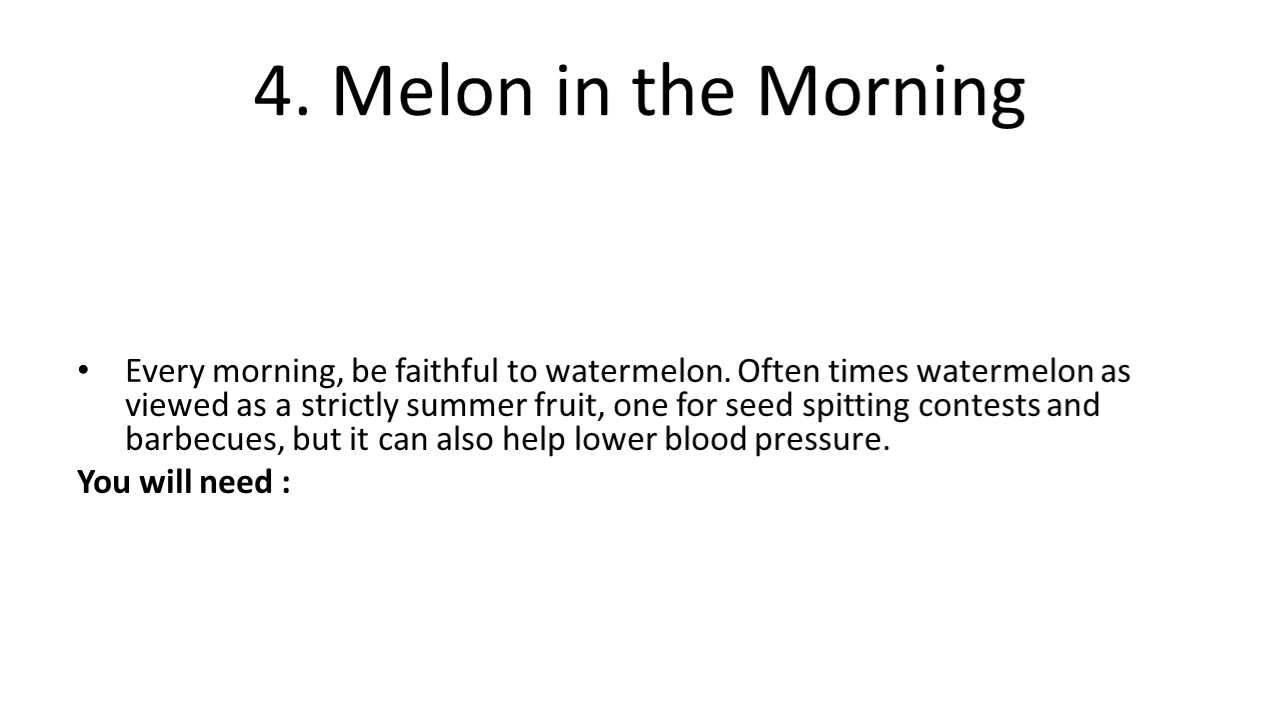 4. Melon in the Morning
• Every morning, be faithful to watermelon. Often times watermelon as
viewed as a strictly summer fruit, one for seed spitting contests and
barbecues, but it can also help lower blood pressure.
You will need :